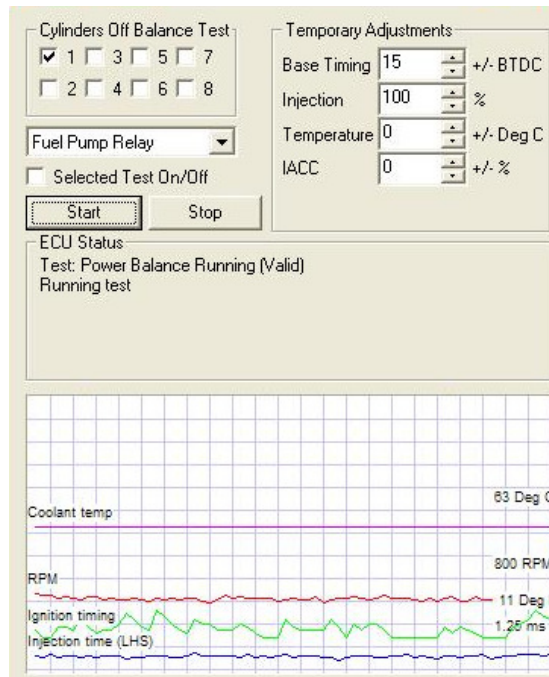 Cylinders Off Balance Test
1 3 5 7
2 4 6 8
Fuel Pump Relay
Selected Test On/Off
Start Stop
Temporary Adjustments
Base Timing 15 +/- BTDC
Injection 100 %
Temperature 0 +/- Deg C
IACC 0 +/- %
ECU Status
Test: Power Balance Running (Valid)
Running test
63 Deg C
Coolant temp
800 RPM
RPM
11 Deg
Ignition timing
1.25 ms
Injection time (LHS)